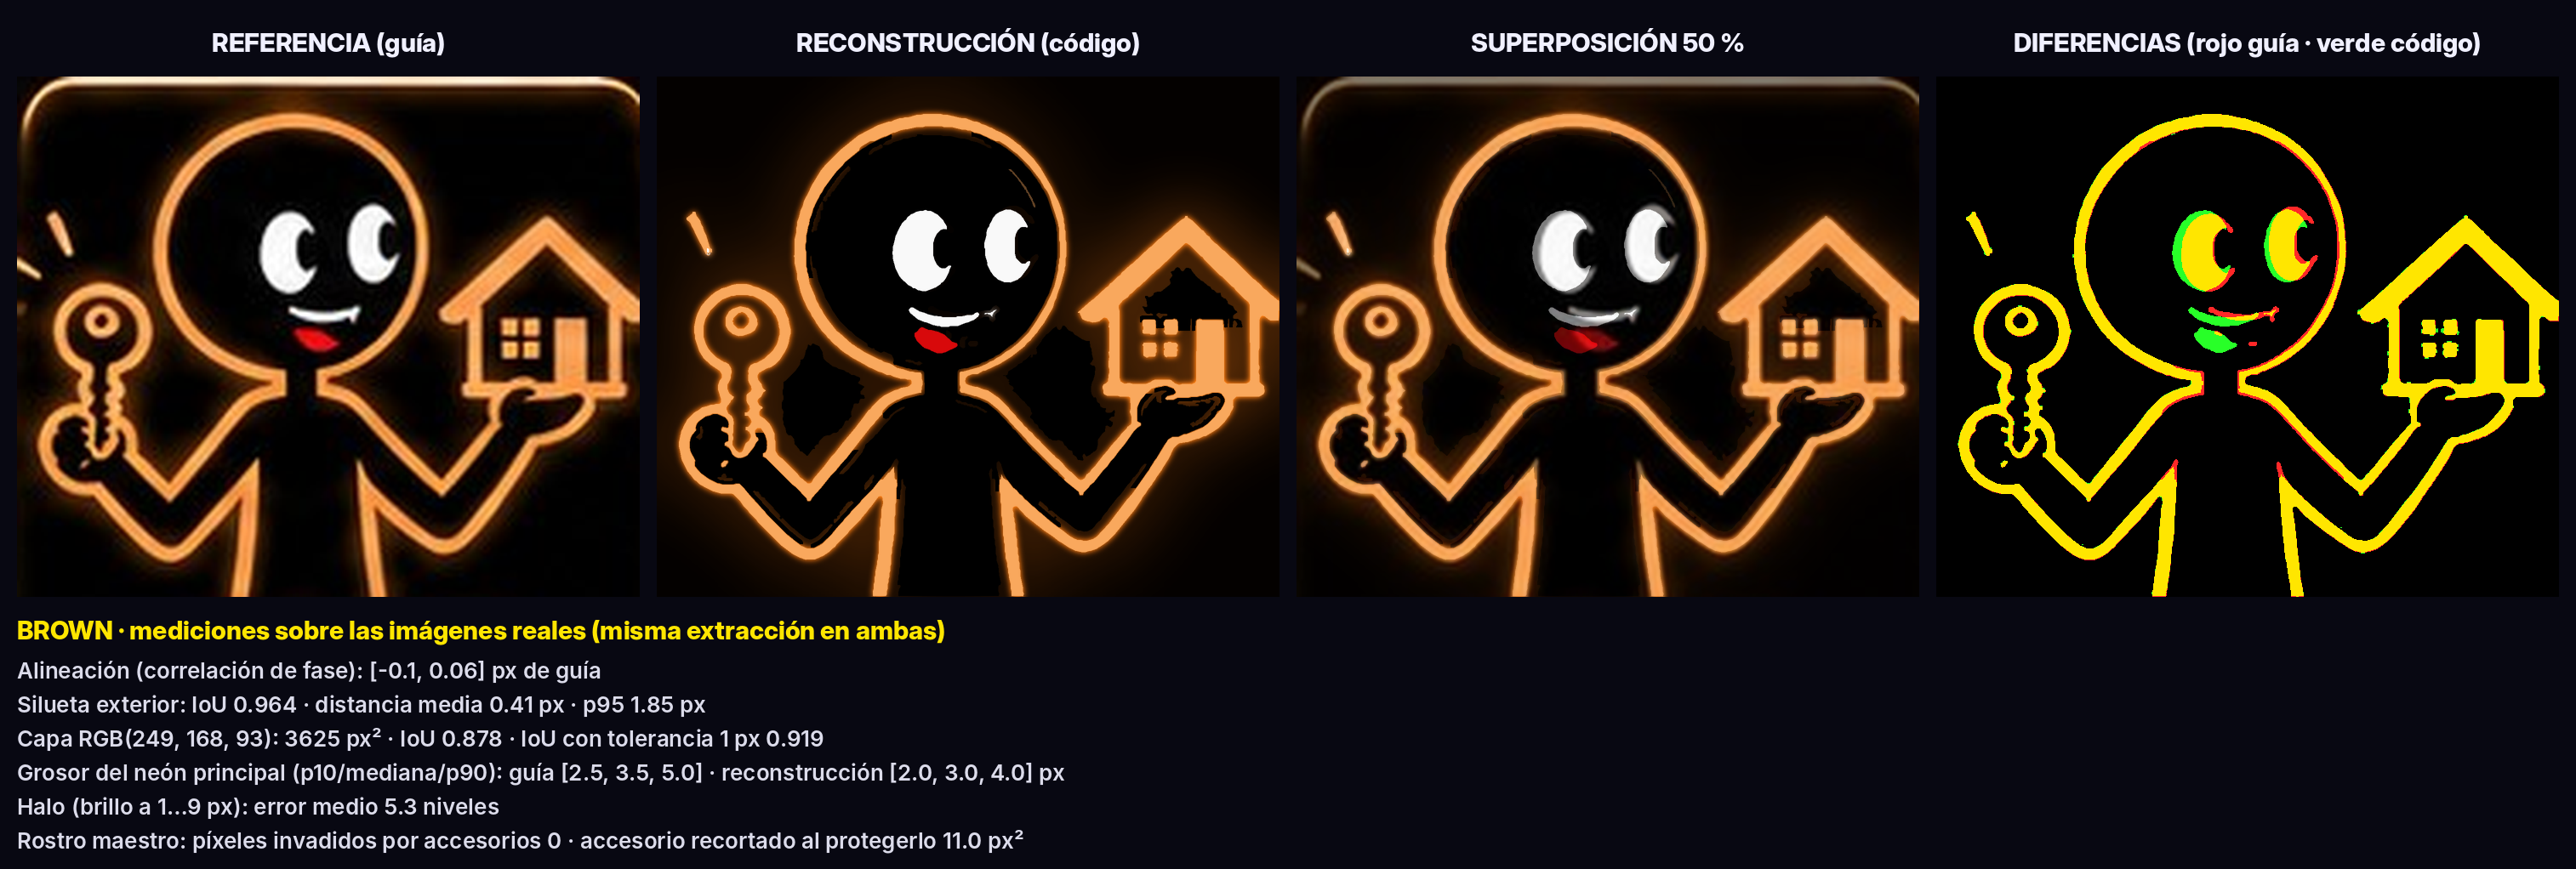 REFERENCIA (guía)
RECONSTRUCCIÓN (código)
SUPERPOSICIÓN 50 %
DIFERENCIAS (rojo guía · verde código)
BROWN · mediciones sobre las imágenes reales (misma extracción en ambas)
Alineación (correlación de fase): [-0.1, 0.06] px de guía
Silueta exterior: IoU 0.964 · distancia media 0.41 px · p95 1.85 px
Capa RGB(249, 168, 93): 3625 px² · IoU 0.878 · IoU con tolerancia 1 px 0.919
Grosor del neón principal (p10/mediana/p90): guía [2.5, 3.5, 5.0] · reconstrucción [2.0, 3.0, 4.0] px
Halo (brillo a 1…9 px): error medio 5.3 niveles
Rostro maestro: píxeles invadidos por accesorios 0 · accesorio recortado al protegerlo 11.0 px²